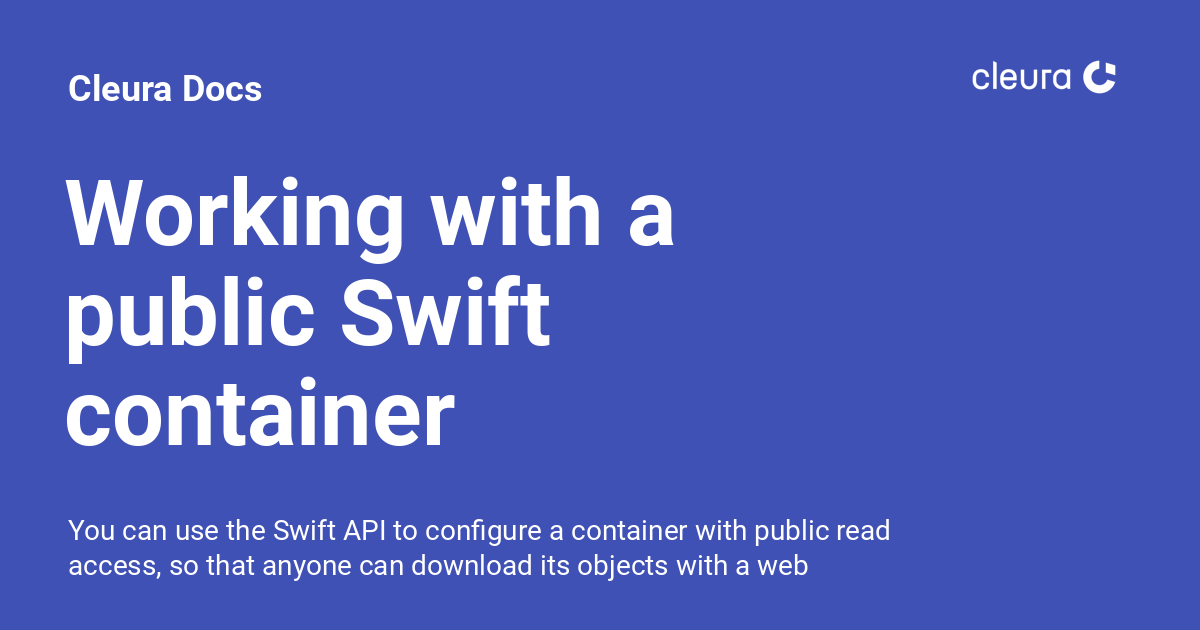 Cleura Docs
cleura
Working with a
public Swift
container
You can use the Swift API to configure a container with public read
access, so that anyone can download its objects with a web